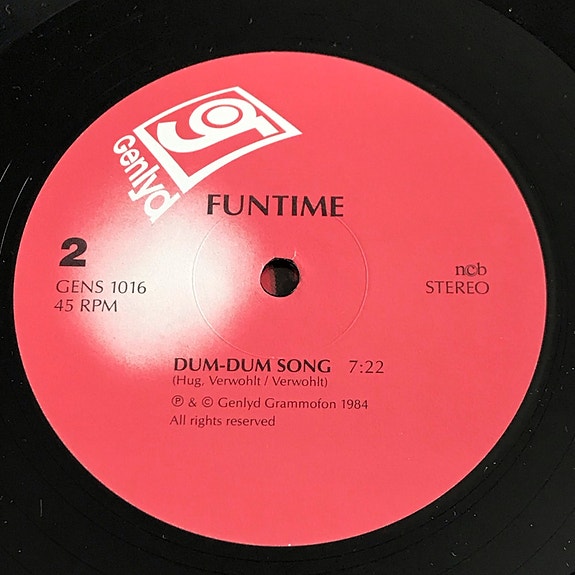 Genlyd
FUNTIME
2
GENS 1016
45 RPM
n©b
STEREO
DUM-DUM SONG 7:22
(Hug, Verwohlt / Verwohlt)
℗ & © Genlyd Grammofon 1984
All rights reserved